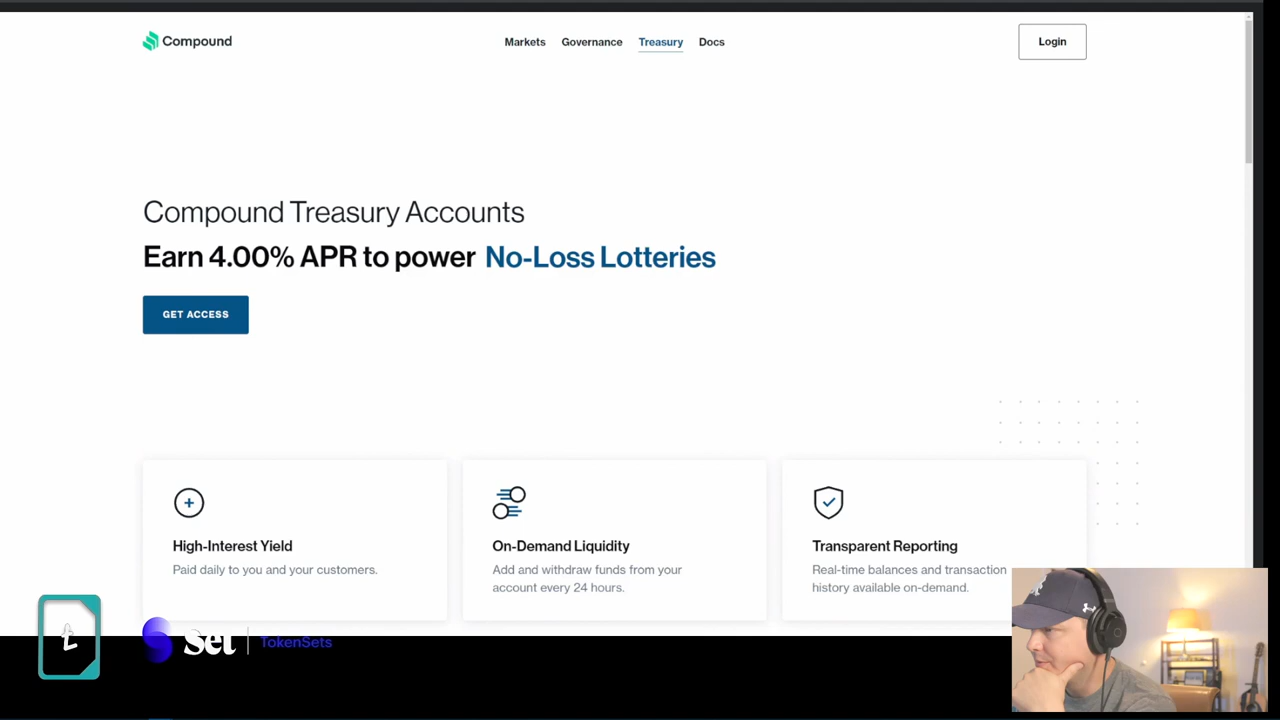 Compound
Markets Governance Treasury Docs
Login
Compound Treasury Accounts
Earn 4.00% APR to power No-Loss Lotteries
GET ACCESS
High-Interest Yield
Paid daily to you and your customers.
On-Demand Liquidity
Add and withdraw funds from your
account every 24 hours.
Transparent Reporting
Real-time balances and transaction
history available on-demand.
Set TokenSets